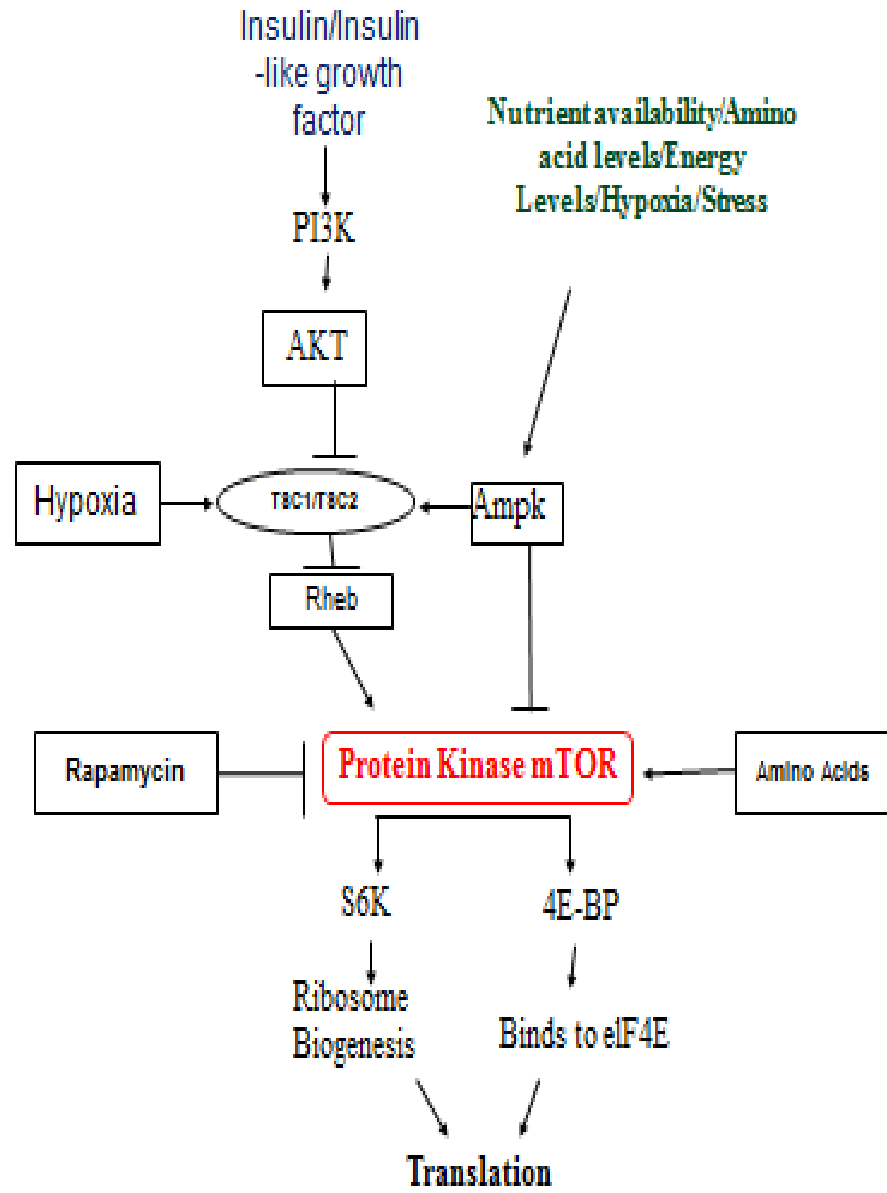 Insulin/Insulin
-like growth
factor
Nutrient availability/Amino
acid levels/Energy
Levels/Hypoxia/Stress
PI3K
AKT
Hypoxia
TSC1/TSC2
Ampk
Rheb
Rapamycin
Protein Kinase mTOR
Amino Acids
S6K
4E-BP
Ribosome
Biogenesis
Binds to eIF4E
Translation